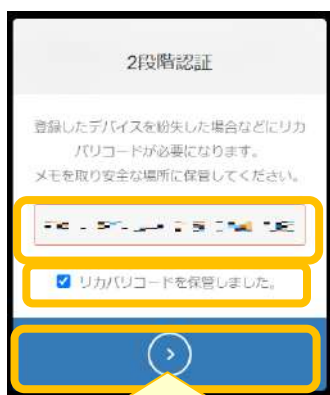 2段階認証
登録したデバイスを紛失した場合などにリカ
バリコードが必要になります。
メモを取り安全な場所に保管してください。
リカバリコードを保管しました。